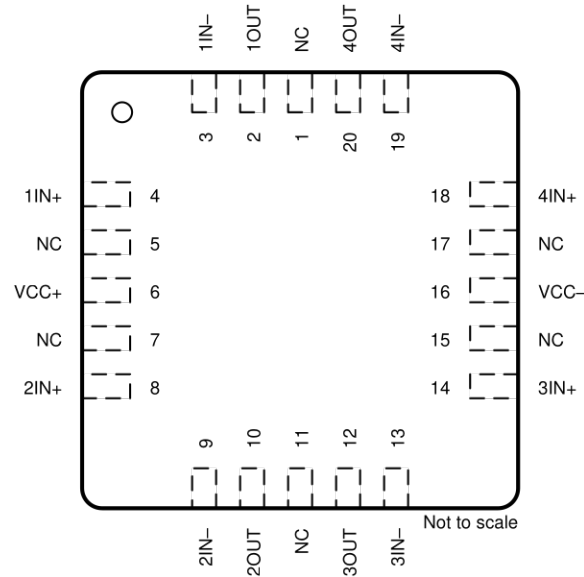 1IN–
1OUT
NC
4OUT
4IN–
3
2
1
20
19
1IN+ 4
18 4IN+
NC 5
17 NC
VCC+ 6
16 VCC–
NC 7
15 NC
2IN+ 8
14 3IN+
9
10
11
12
13
Not to scale
2IN–
2OUT
NC
3OUT
3IN–